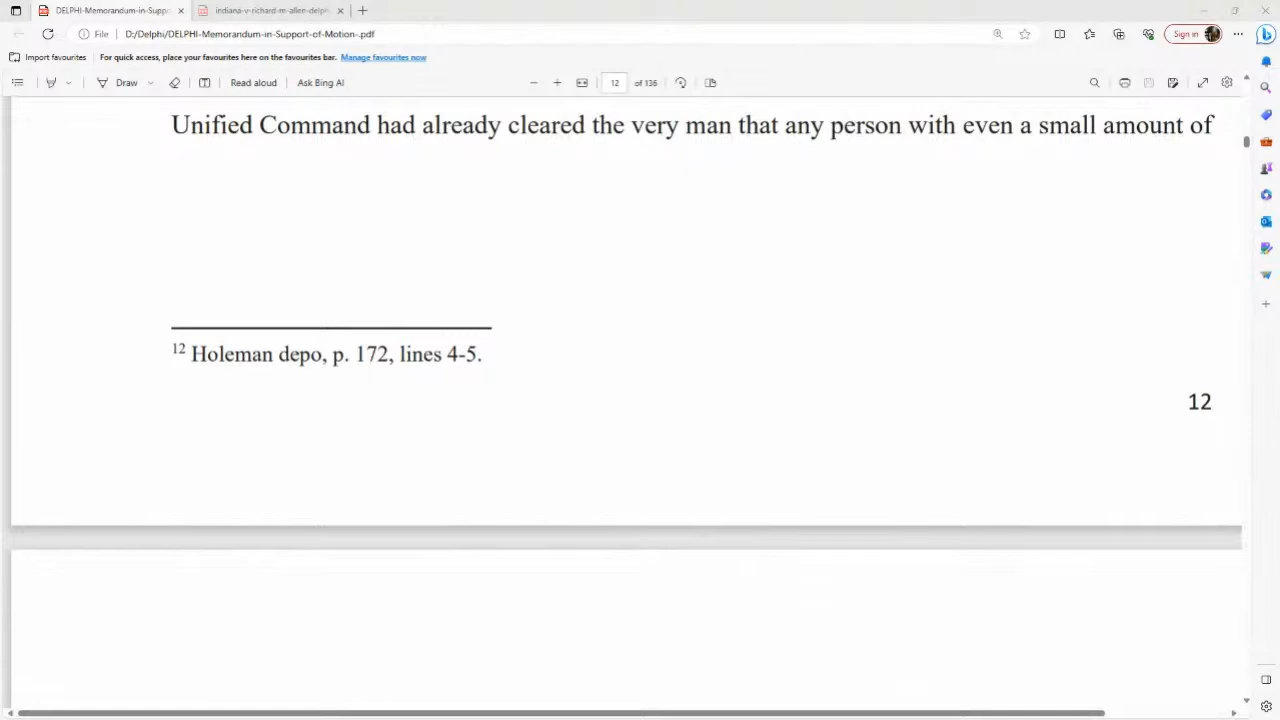 DELPHI-Memorandum-in-Suppo
indiana-v-richard-m-allen-delph
File
D:/Delphi/DELPHI-Memorandum-in-Support-of-Motion-.pdf
Sign in
Import favourites
For quick access, place your favourites here on the favourites bar. Manage favourites now
Draw
Read aloud
Ask Bing AI
12 of 136
Unified Command had already cleared the very man that any person with even a small amount of
12 Holeman depo, p. 172, lines 4-5.
12